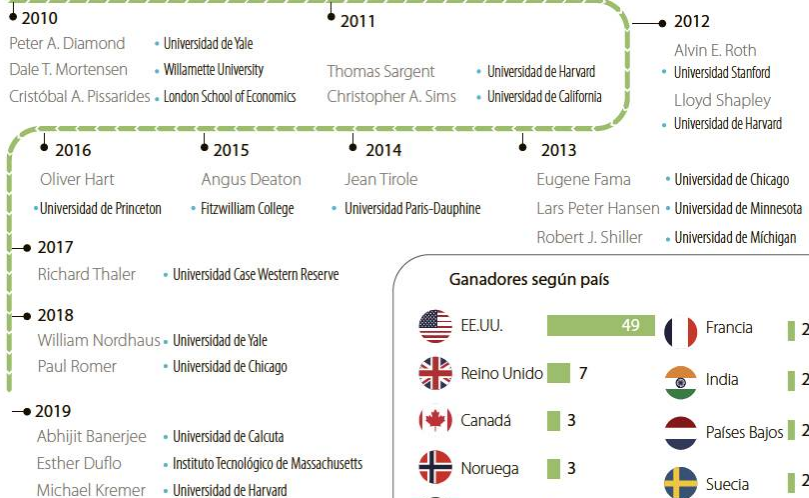 2010
Peter A. Diamond • Universidad de Yale
Dale T. Mortensen • Willamette University
Cristóbal A. Pissarides • London School of Economics
2011
Thomas Sargent • Universidad de Harvard
Christopher A. Sims • Universidad de California
2012
Alvin E. Roth
• Universidad Stanford
Lloyd Shapley
• Universidad de Harvard
2016
Oliver Hart
• Universidad de Princeton
2015
Angus Deaton
• Fitzwilliam College
2014
Jean Tirole
• Universidad Paris-Dauphine
2013
Eugene Fama • Universidad de Chicago
Lars Peter Hansen • Universidad de Minnesota
Robert J. Shiller • Universidad de Míchigan
2017
Richard Thaler • Universidad Case Western Reserve
2018
William Nordhaus • Universidad de Yale
Paul Romer • Universidad de Chicago
2019
Abhijit Banerjee • Universidad de Calcuta
Esther Duflo • Instituto Tecnológico de Massachusetts
Michael Kremer • Universidad de Harvard
Ganadores según país
EE.UU. 49
Reino Unido 7
Canadá 3
Noruega 3
Francia 2
India 2
Países Bajos 2
Suecia 2